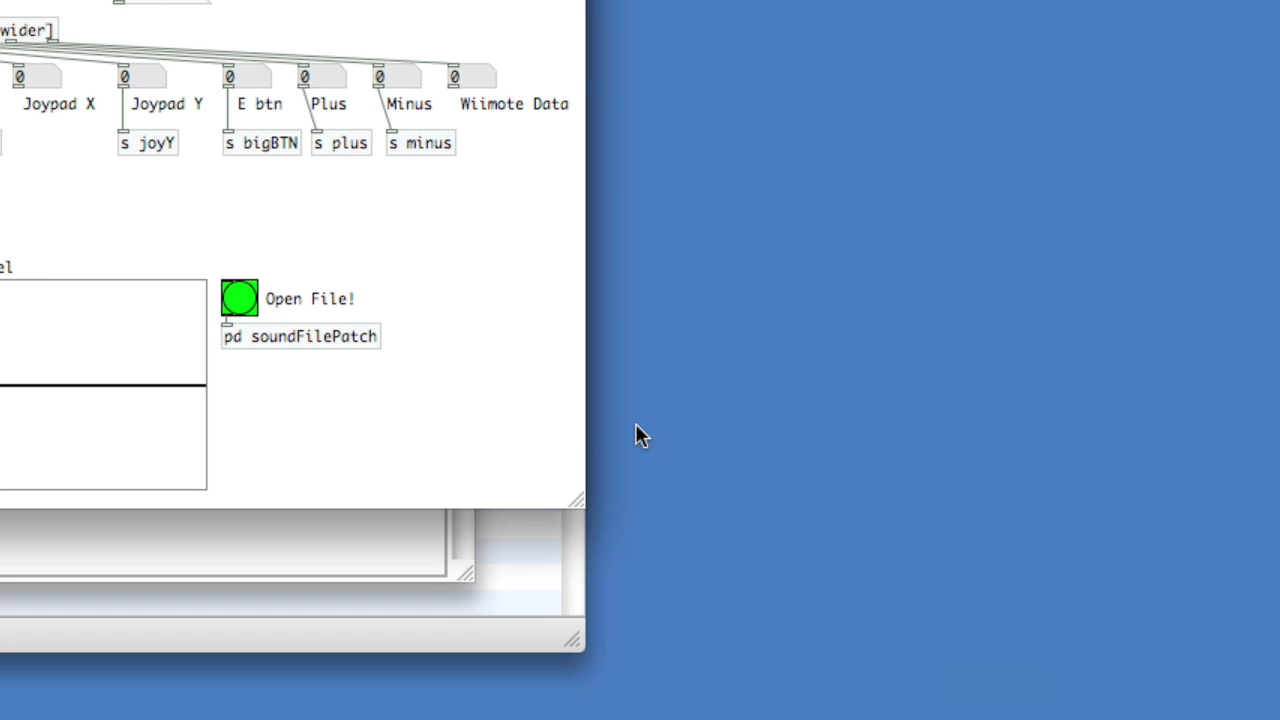 wider]
0 0 0 0 0 0
Joypad X Joypad Y E btn Plus Minus Wiimote Data
s joyY s bigBTN s plus s minus
el
Open File!
pd soundFilePatch